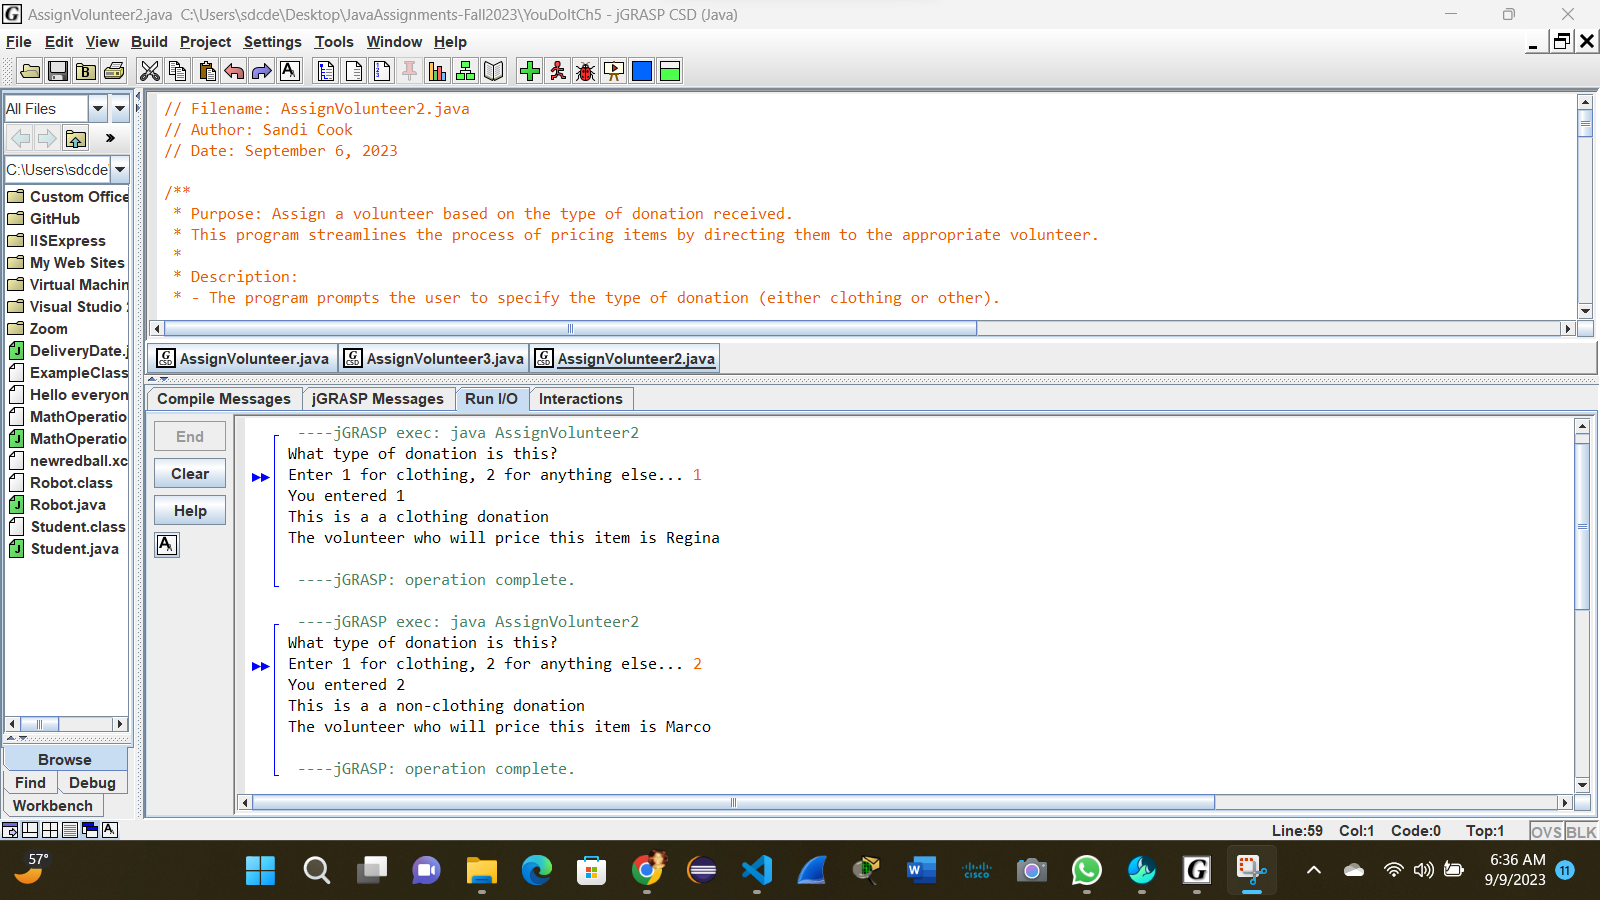 AssignVolunteer2.java C:\Users\sdcde\Desktop\JavaAssignments-Fall2023\YouDoItCh5 - jGRASP CSD (Java)
File Edit View Build Project Settings Tools Window Help
All Files
C:\Users\sdcde
Custom Office
GitHub
IISExpress
My Web Sites
Virtual Machin
Visual Studio
Zoom
DeliveryDate.j
ExampleClass
Hello everyon
MathOperatio
MathOperatio
newredball.xc
Robot.class
Robot.java
Student.class
Student.java
Browse
Find Debug
Workbench
// Filename: AssignVolunteer2.java
// Author: Sandi Cook
// Date: September 6, 2023
/**
* Purpose: Assign a volunteer based on the type of donation received.
* This program streamlines the process of pricing items by directing them to the appropriate volunteer.
*
* Description:
* - The program prompts the user to specify the type of donation (either clothing or other).
AssignVolunteer.java AssignVolunteer3.java AssignVolunteer2.java
Compile Messages jGRASP Messages Run I/O Interactions
End
Clear
Help
----jGRASP exec: java AssignVolunteer2
What type of donation is this?
Enter 1 for clothing, 2 for anything else... 1
You entered 1
This is a a clothing donation
The volunteer who will price this item is Regina
----jGRASP: operation complete.
----jGRASP exec: java AssignVolunteer2
What type of donation is this?
Enter 1 for clothing, 2 for anything else... 2
You entered 2
This is a a non-clothing donation
The volunteer who will price this item is Marco
----jGRASP: operation complete.
Line:59 Col:1 Code:0 Top:1 OVS BLK
57°
6:36 AM
9/9/2023
11